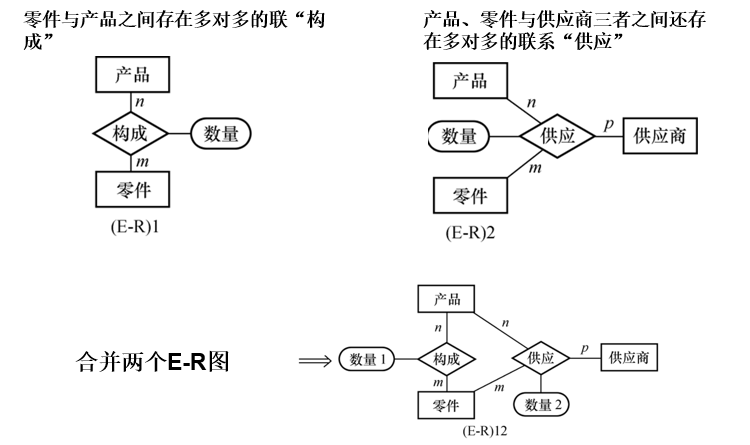 零件与产品之间存在多对多的联“构
成”
产品
n
构成
数量
m
零件
(E-R)1
产品、零件与供应商三者之间还存
在多对多的联系“供应”
产品
n
数量
供应
p
供应商
m
零件
(E-R)2
合并两个E-R图
产品
n
n
数量 1
构成
供应
p
供应商
m
m
零件
数量 2
(E-R)12